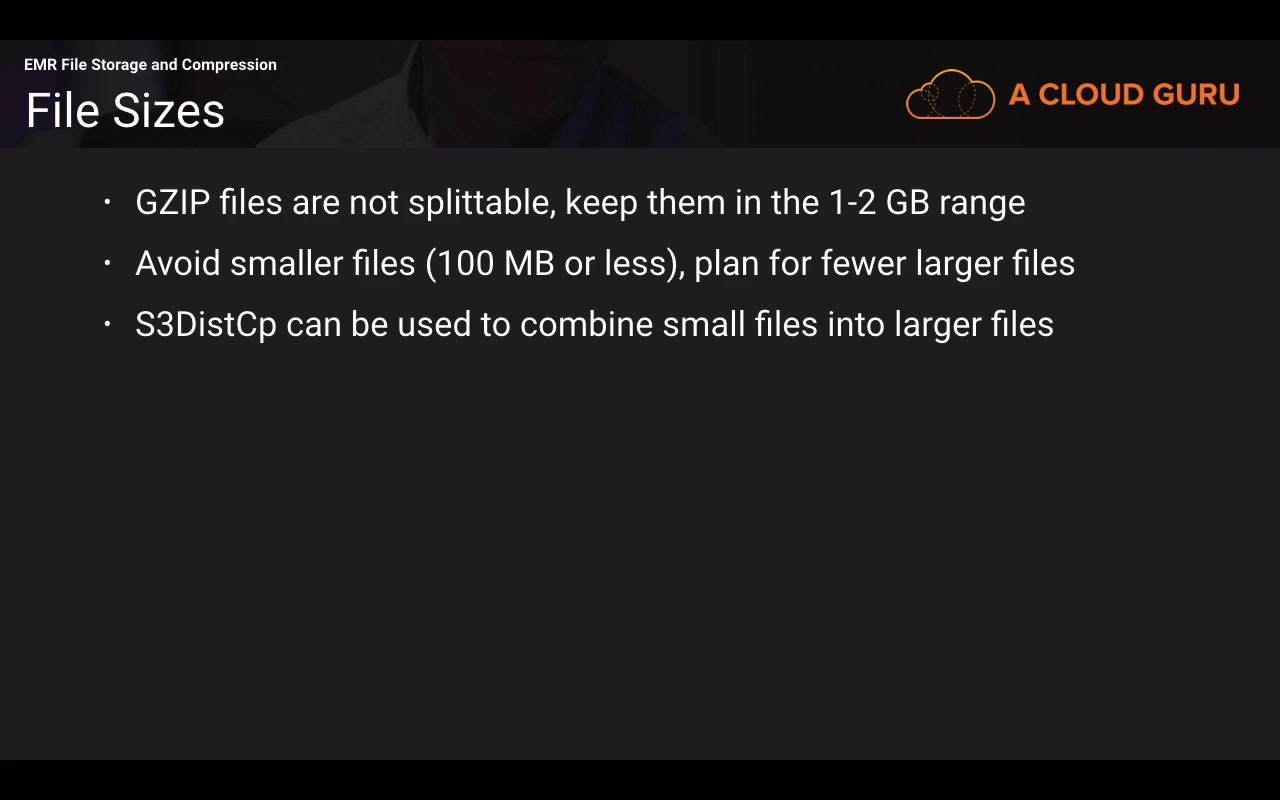 EMR File Storage and Compression
File Sizes
A CLOUD GURU
• GZIP files are not splittable, keep them in the 1-2 GB range
• Avoid smaller files (100 MB or less), plan for fewer larger files
• S3DistCp can be used to combine small files into larger files